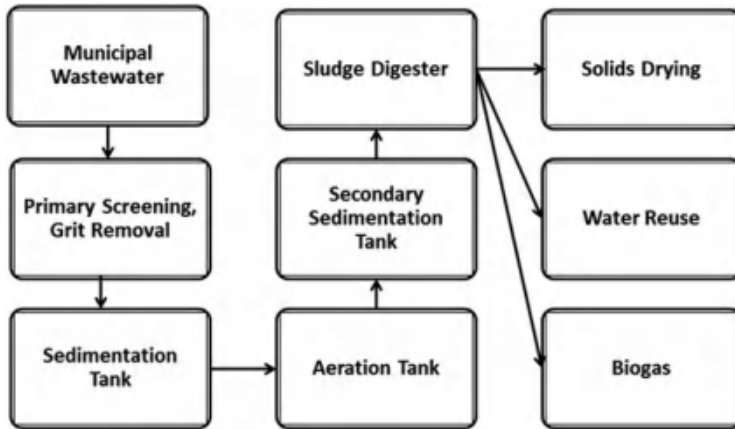 Municipal
Wastewater
Primary Screening,
Grit Removal
Sedimentation
Tank
Aeration Tank
Secondary
Sedimentation
Tank
Sludge Digester
Solids Drying
Water Reuse
Biogas